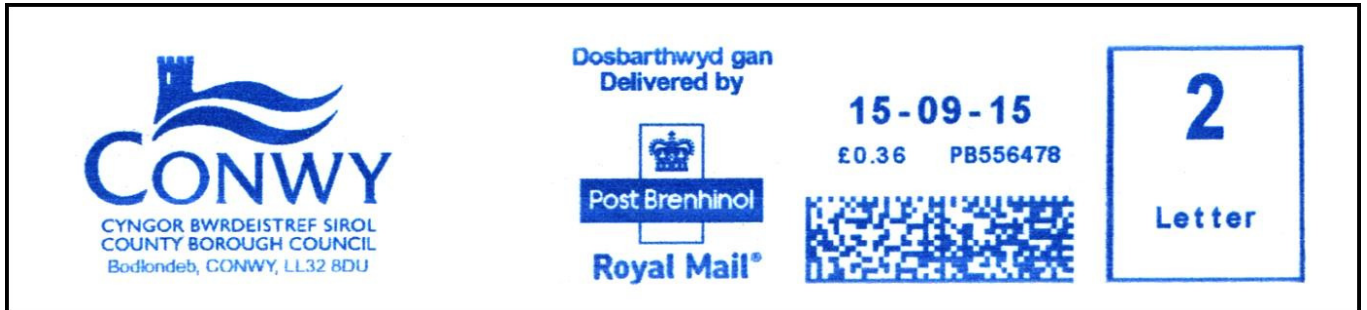 CONWY
CYNGOR BWRDEISTREF SIROL
COUNTY BOROUGH COUNCIL
Bodlondeb, CONWY, LL32 8DU
Dosbarthwyd gan
Delivered by
Post Brenhinol
Royal Mail®
15-09-15
£0.36 PB556478
2
Letter